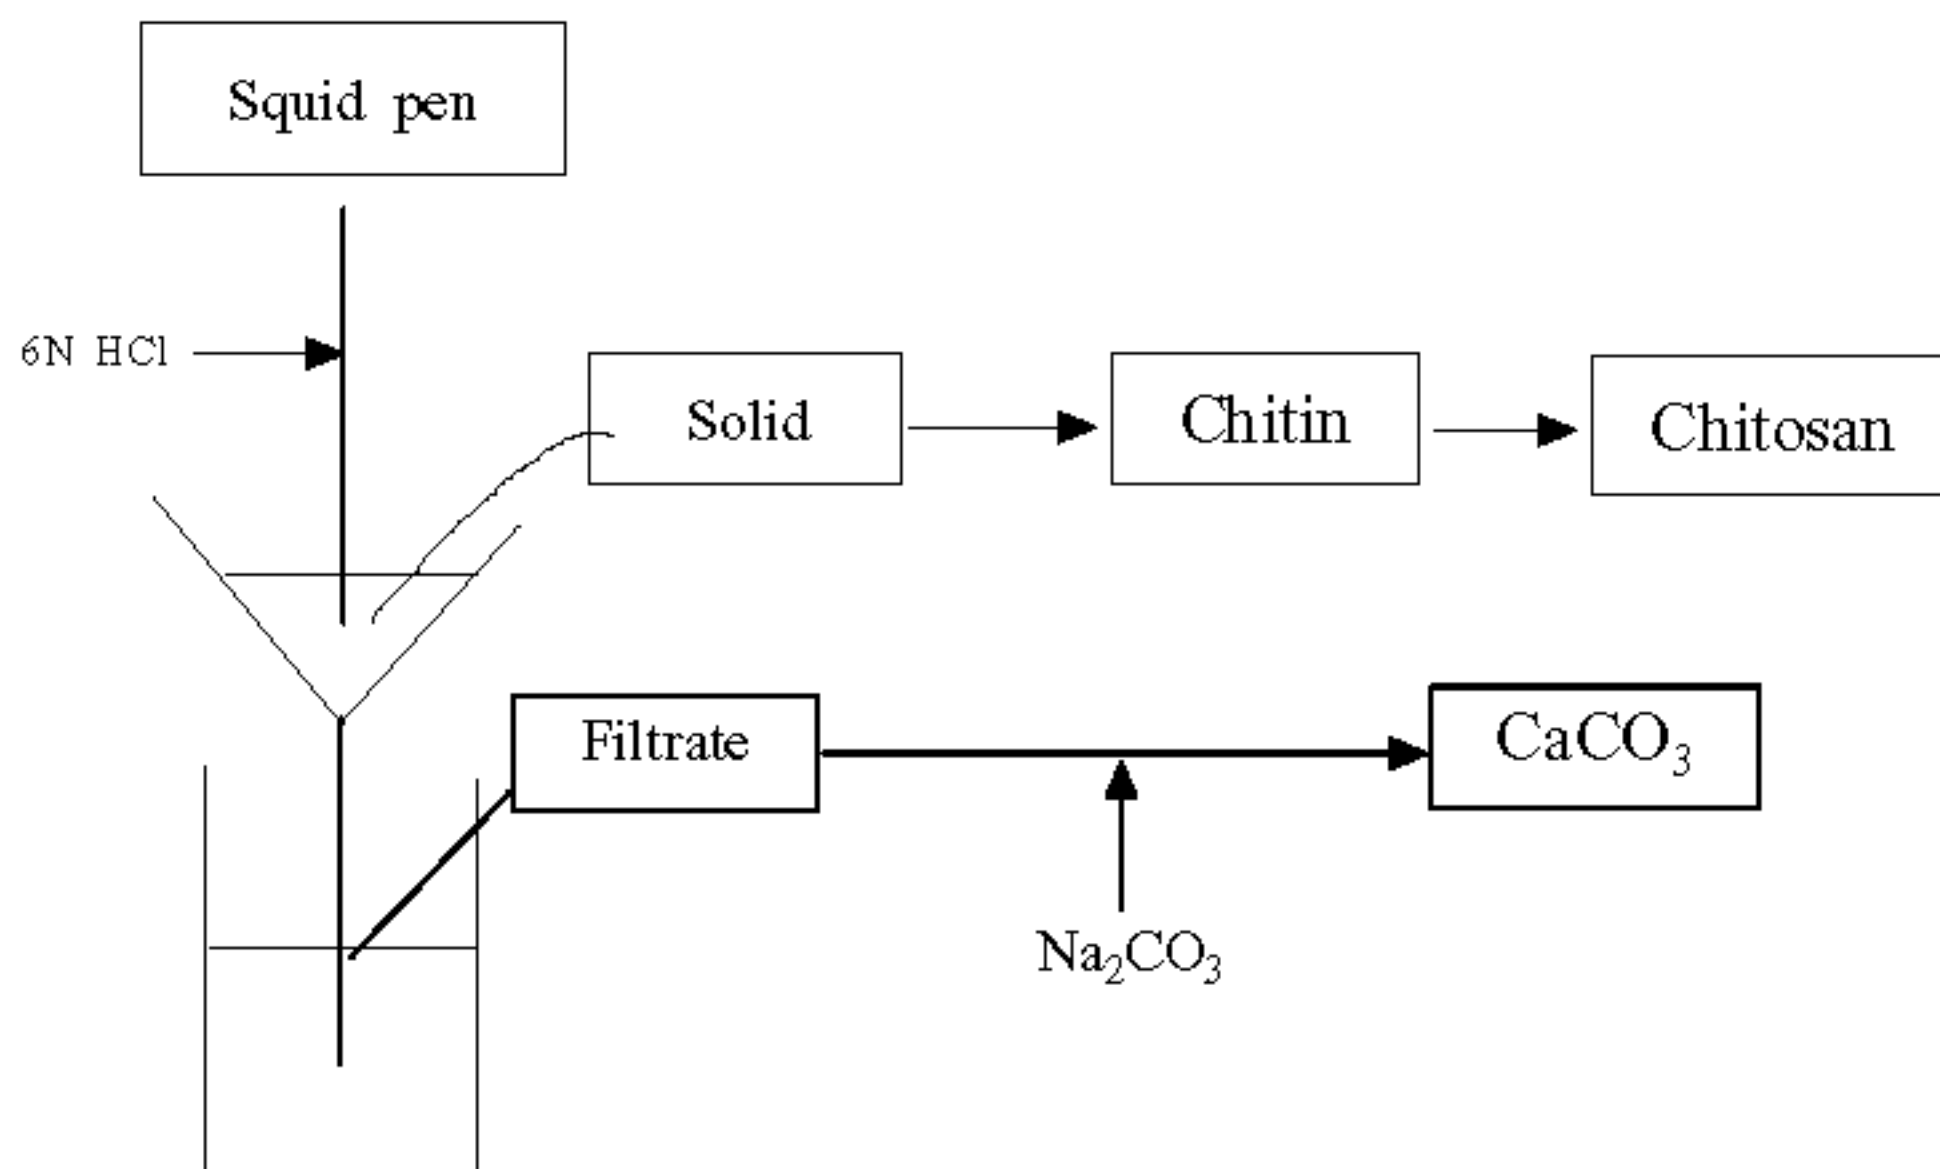 Squid pen
6N HCl
Solid
Chitin
Chitosan
Filtrate
CaCO₃
Na₂CO₃